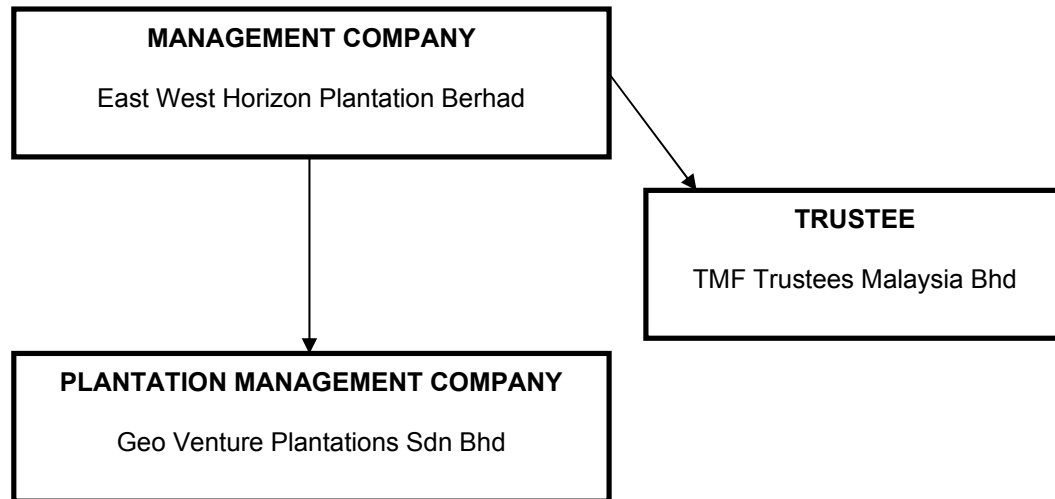 MANAGEMENT COMPANY
East West Horizon Plantation Berhad
TRUSTEE
TMF Trustees Malaysia Bhd
PLANTATION MANAGEMENT COMPANY
Geo Venture Plantations Sdn Bhd